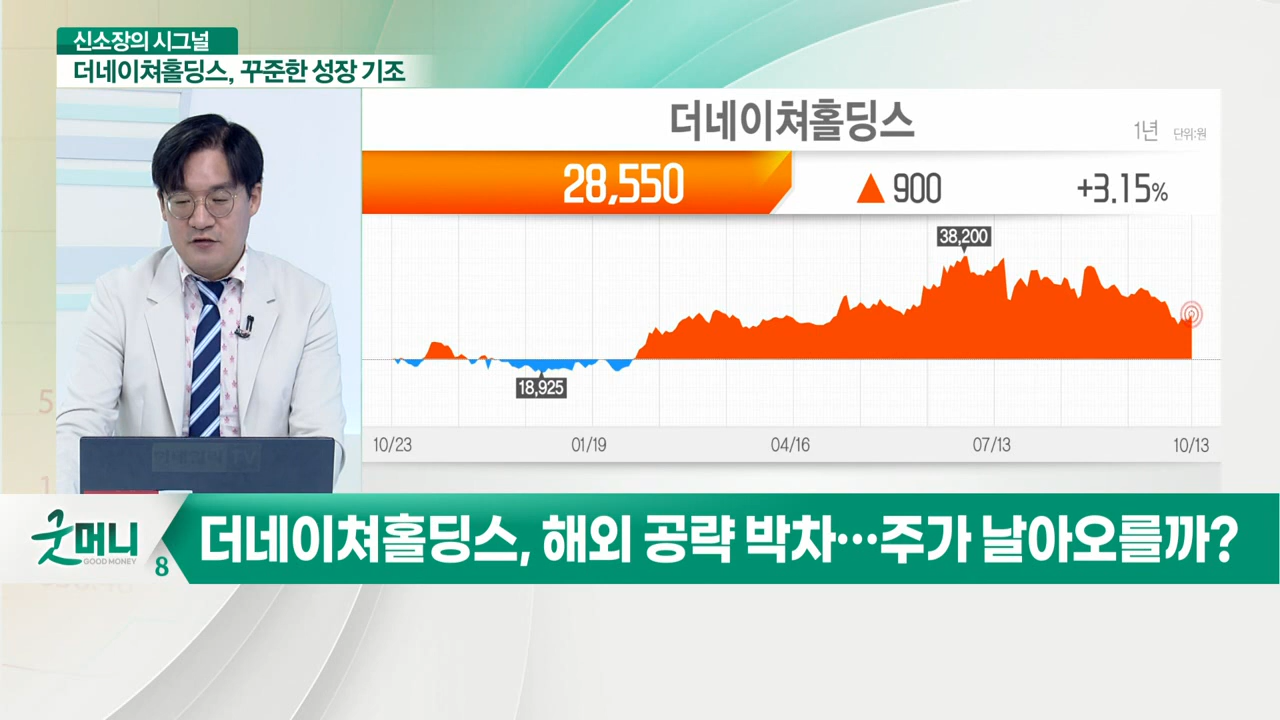 신소장의 시그널
더네이쳐홀딩스, 꾸준한 성장 기조
더네이쳐홀딩스
1년 단위:원
28,550 ▲ 900 +3.15%
38,200
18,925
10/23 01/19 04/16 07/13 10/13
굿머니
GOOD MONEY
8
더네이쳐홀딩스, 해외 공략 박차…주가 날아오를까?